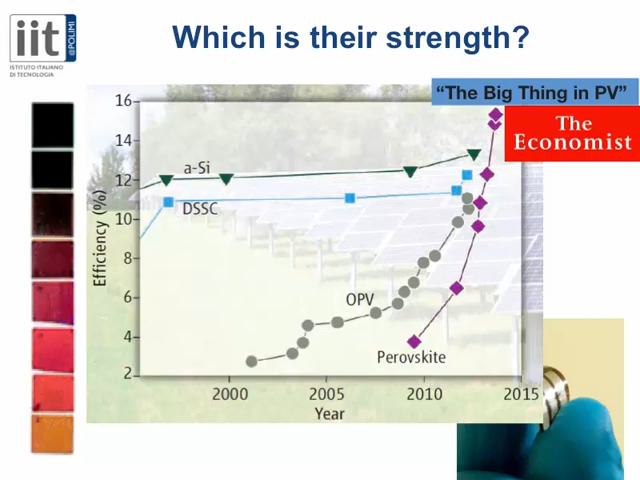 iit
@POLIMI
ISTITUTO ITALIANO
DI TECNOLOGIA
Which is their strength?
“The Big Thing in PV”
The
Economist
16
14
12
10
8
6
4
2
Efficiency (%)
a-Si
DSSC
OPV
Perovskite
2000
2005
2010
2015
Year